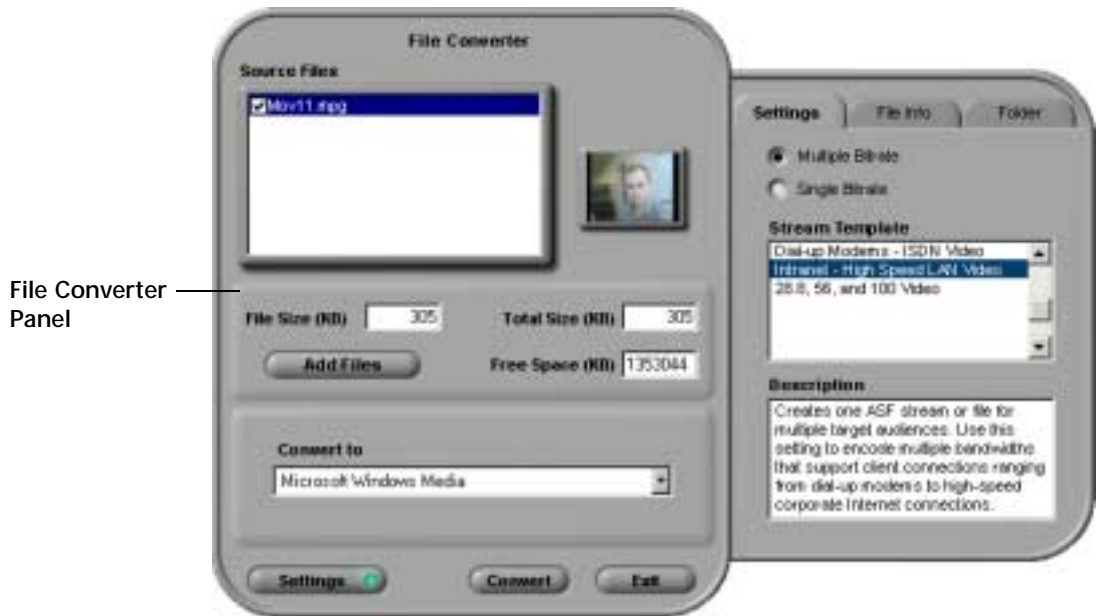 File Converter
Source Files
Mov11.mpg
File Converter
Panel
File Size (KB) 305
Total Size (KB) 305
Add Files
Free Space (KB) 1353044
Convert to
Microsoft Windows Media
Settings
Convert
Exit
Settings
File Info
Folder
Multiple Bitrate
Single Bitrate
Stream Template
Dial-up Modems - ISDN Video
Intranet - High Speed LAN Video
28.8, 56, and 100 Video
Description
Creates one ASF stream or file for
multiple target audiences. Use this
setting to encode multiple bandwidths
that support client connections ranging
from dial-up modems to high-speed
corporate Internet connections.